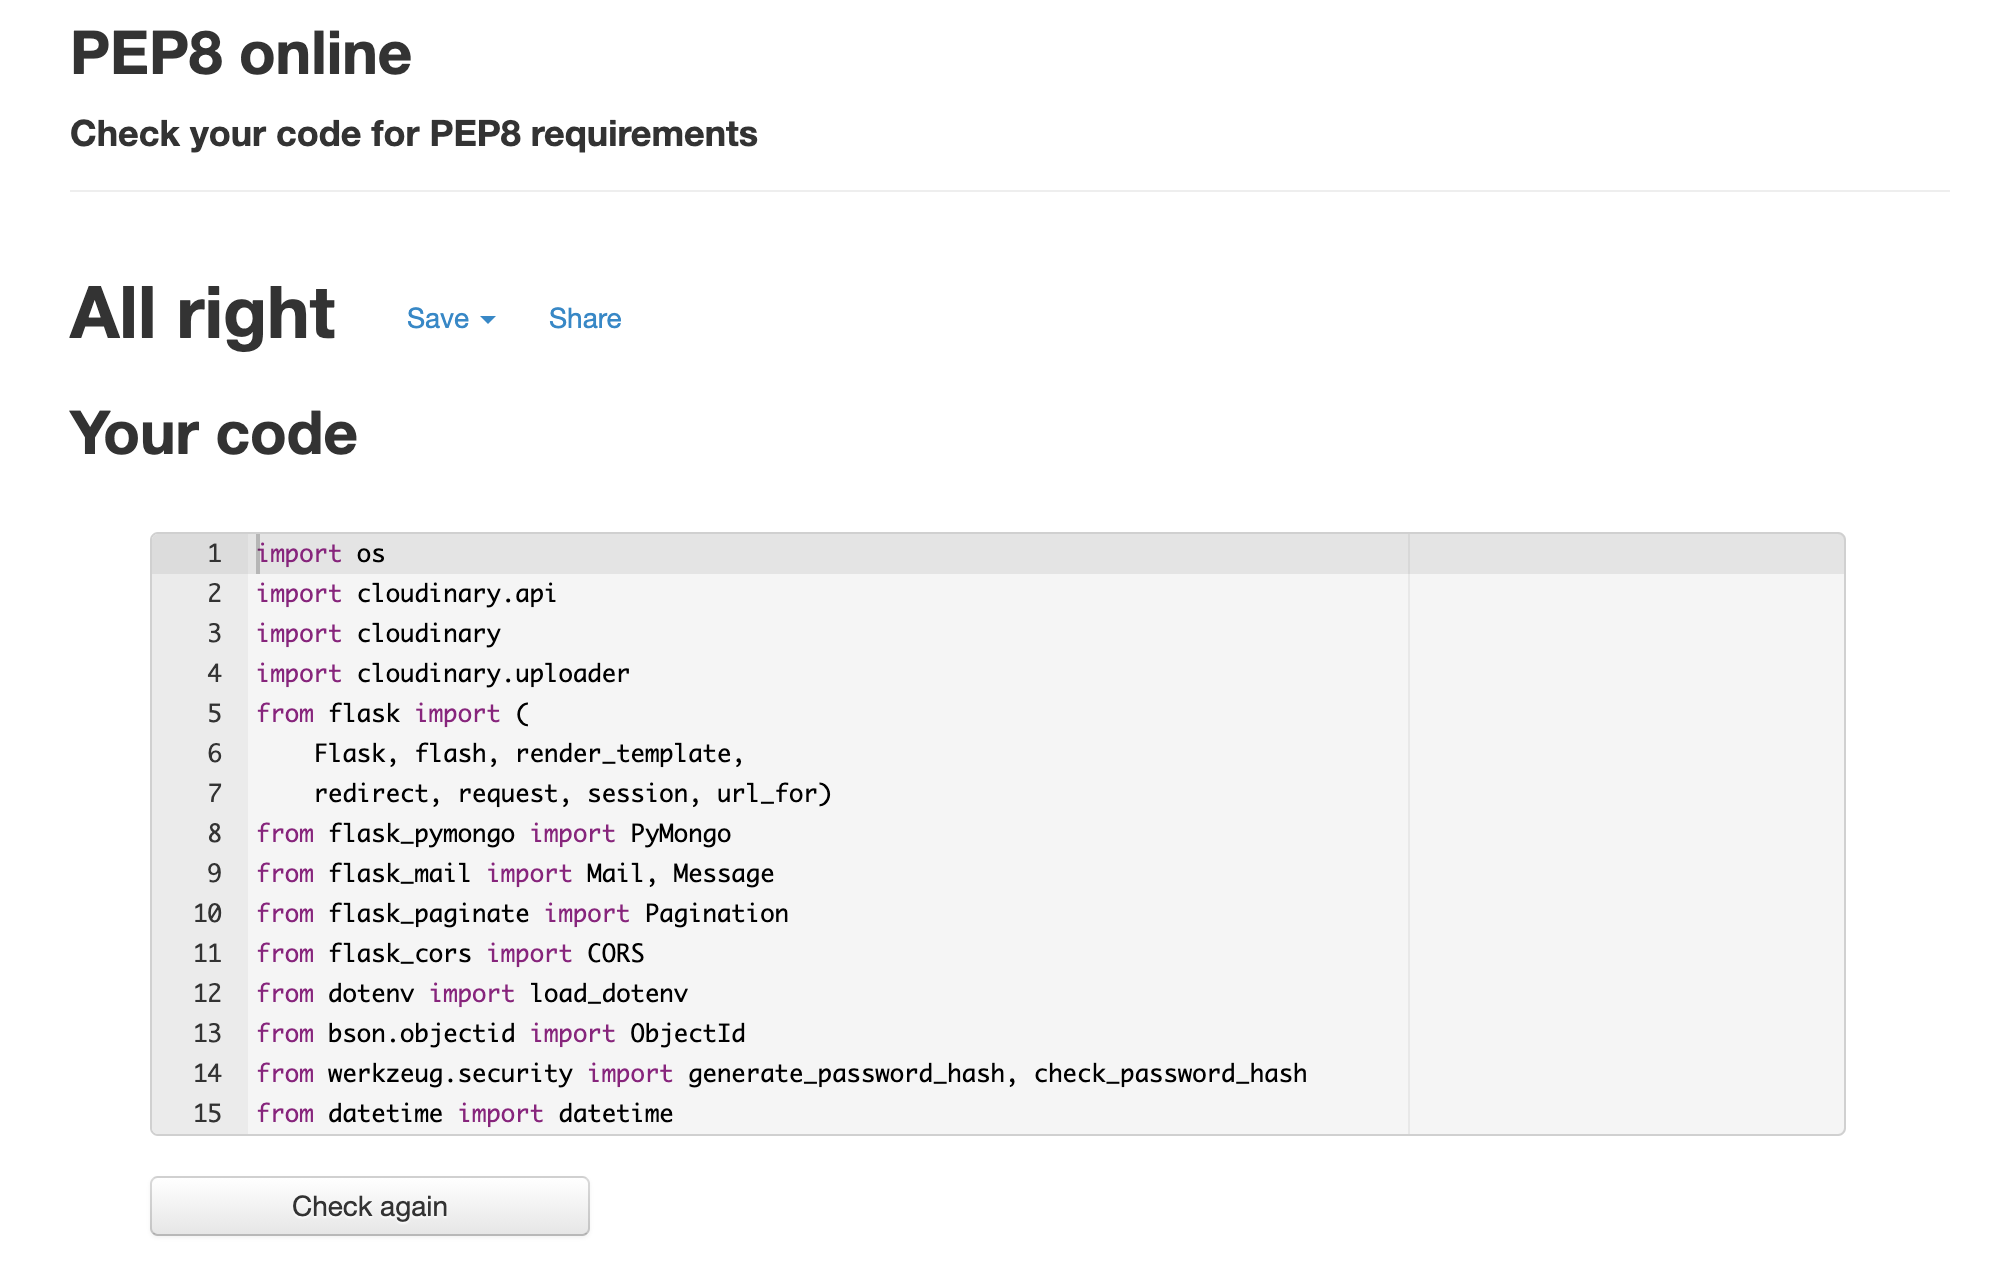 PEP8 online
Check your code for PEP8 requirements
All right Save Share
Your code
1 import os
2 import cloudinary.api
3 import cloudinary
4 import cloudinary.uploader
5 from flask import (
6     Flask, flash, render_template,
7     redirect, request, session, url_for)
8 from flask_pymongo import PyMongo
9 from flask_mail import Mail, Message
10 from flask_paginate import Pagination
11 from flask_cors import CORS
12 from dotenv import load_dotenv
13 from bson.objectid import ObjectId
14 from werkzeug.security import generate_password_hash, check_password_hash
15 from datetime import datetime
Check again